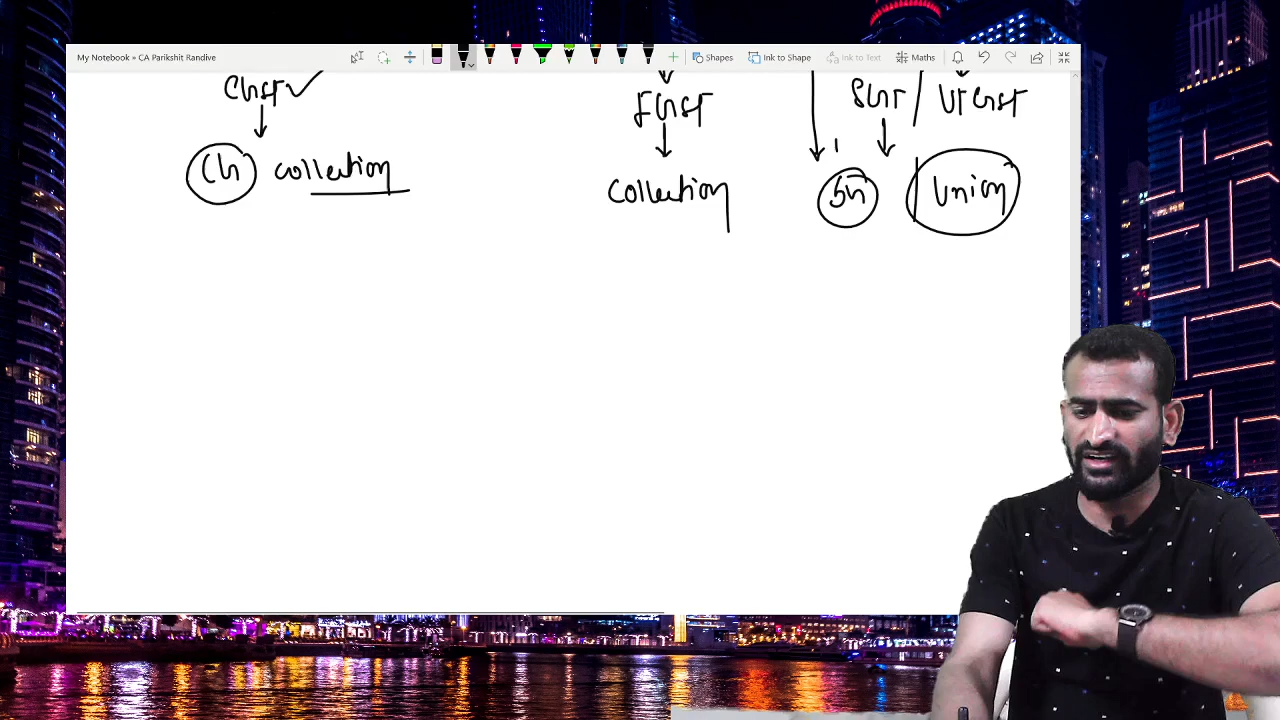 My Notebook » CA Parikshit Randive
Shapes
Ink to Shape
Ink to Text
Maths
CGST IGST SGST / UTGST
CG collection collection SG Union